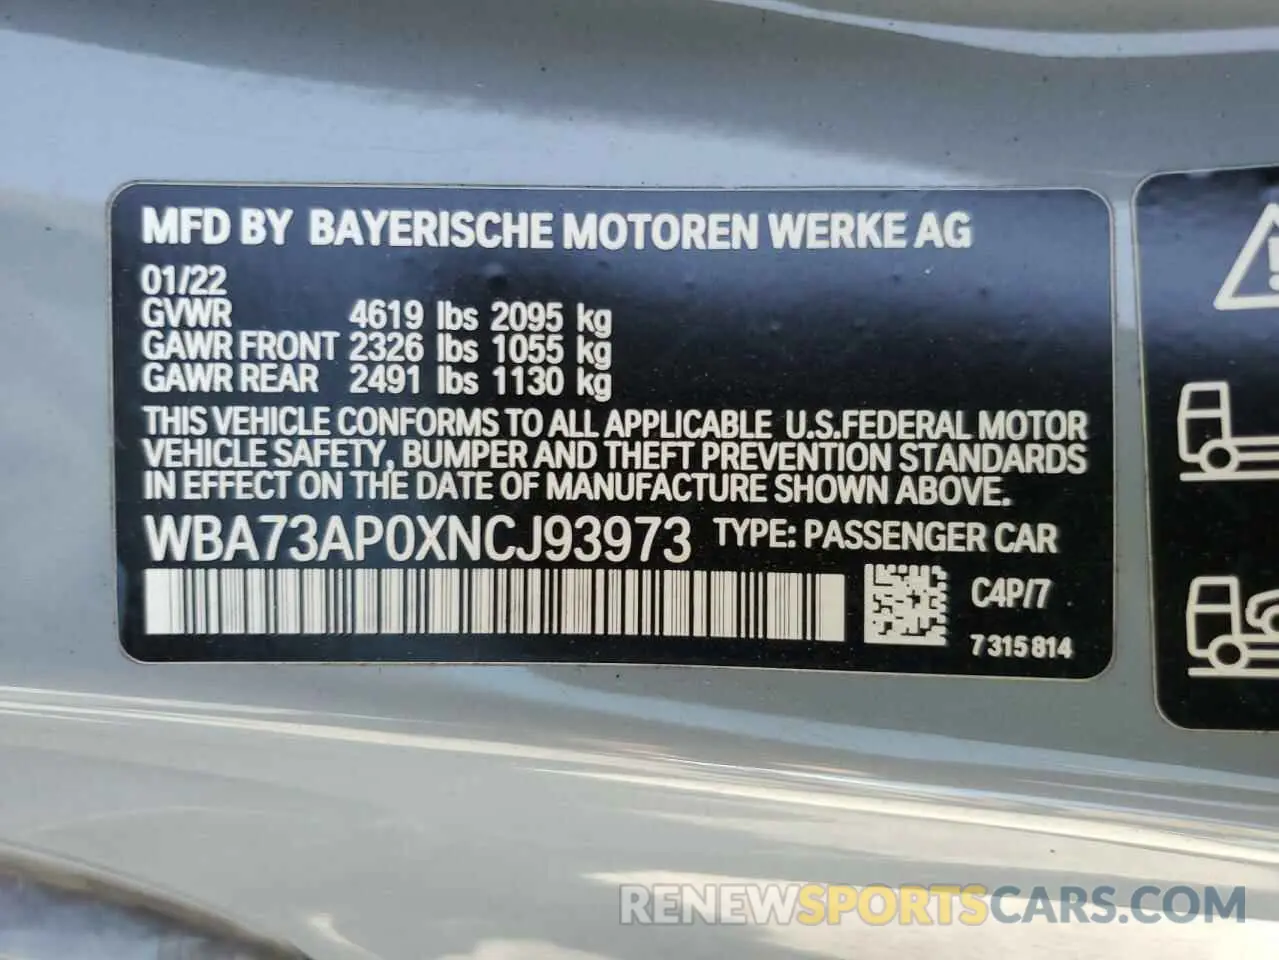 MFD BY BAYERISCHE MOTOREN WERKE AG
01/22
GVWR 4619 lbs 2095 kg
GAWR FRONT 2326 lbs 1055 kg
GAWR REAR 2491 lbs 1130 kg
THIS VEHICLE CONFORMS TO ALL APPLICABLE U.S.FEDERAL MOTOR
VEHICLE SAFETY, BUMPER AND THEFT PREVENTION STANDARDS
IN EFFECT ON THE DATE OF MANUFACTURE SHOWN ABOVE.
WBA73AP0XNCJ93973 TYPE: PASSENGER CAR
C4P/7
7315814
RENEWSPORTSCARS.COM